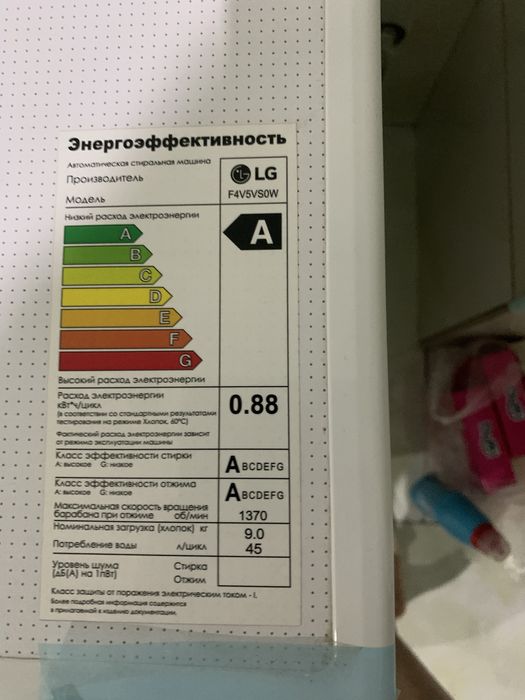 Энергоэффективность
Автоматическая стиральная машина
Производитель LG
Модель F4V5VS0W
Низкий расход электроэнергии
A A
B
C
D
E
F
G
Высокий расход электроэнергии
Расход электроэнергии
кВт*ч/цикл 0.88
(в соответствии со стандартными результатами
тестирования на режиме Хлопок, 60°C)
Фактический расход электроэнергии зависит
от режима эксплуатации машины
Класс эффективности стирки
A: высокое G: низкое ABCDEFG
Класс эффективности отжима
A: высокое G: низкое ABCDEFG
Максимальная скорость вращения
барабана при отжиме об/мин 1370
Номинальная загрузка (хлопок) кг 9.0
Потребление воды л/цикл 45
Уровень шума Стирка
(дБ(А) на 1пВт) Отжим
Класс защиты от поражения электрическим током - I.
Более подробная информация содержится
в прилагаемой к изделию документации.